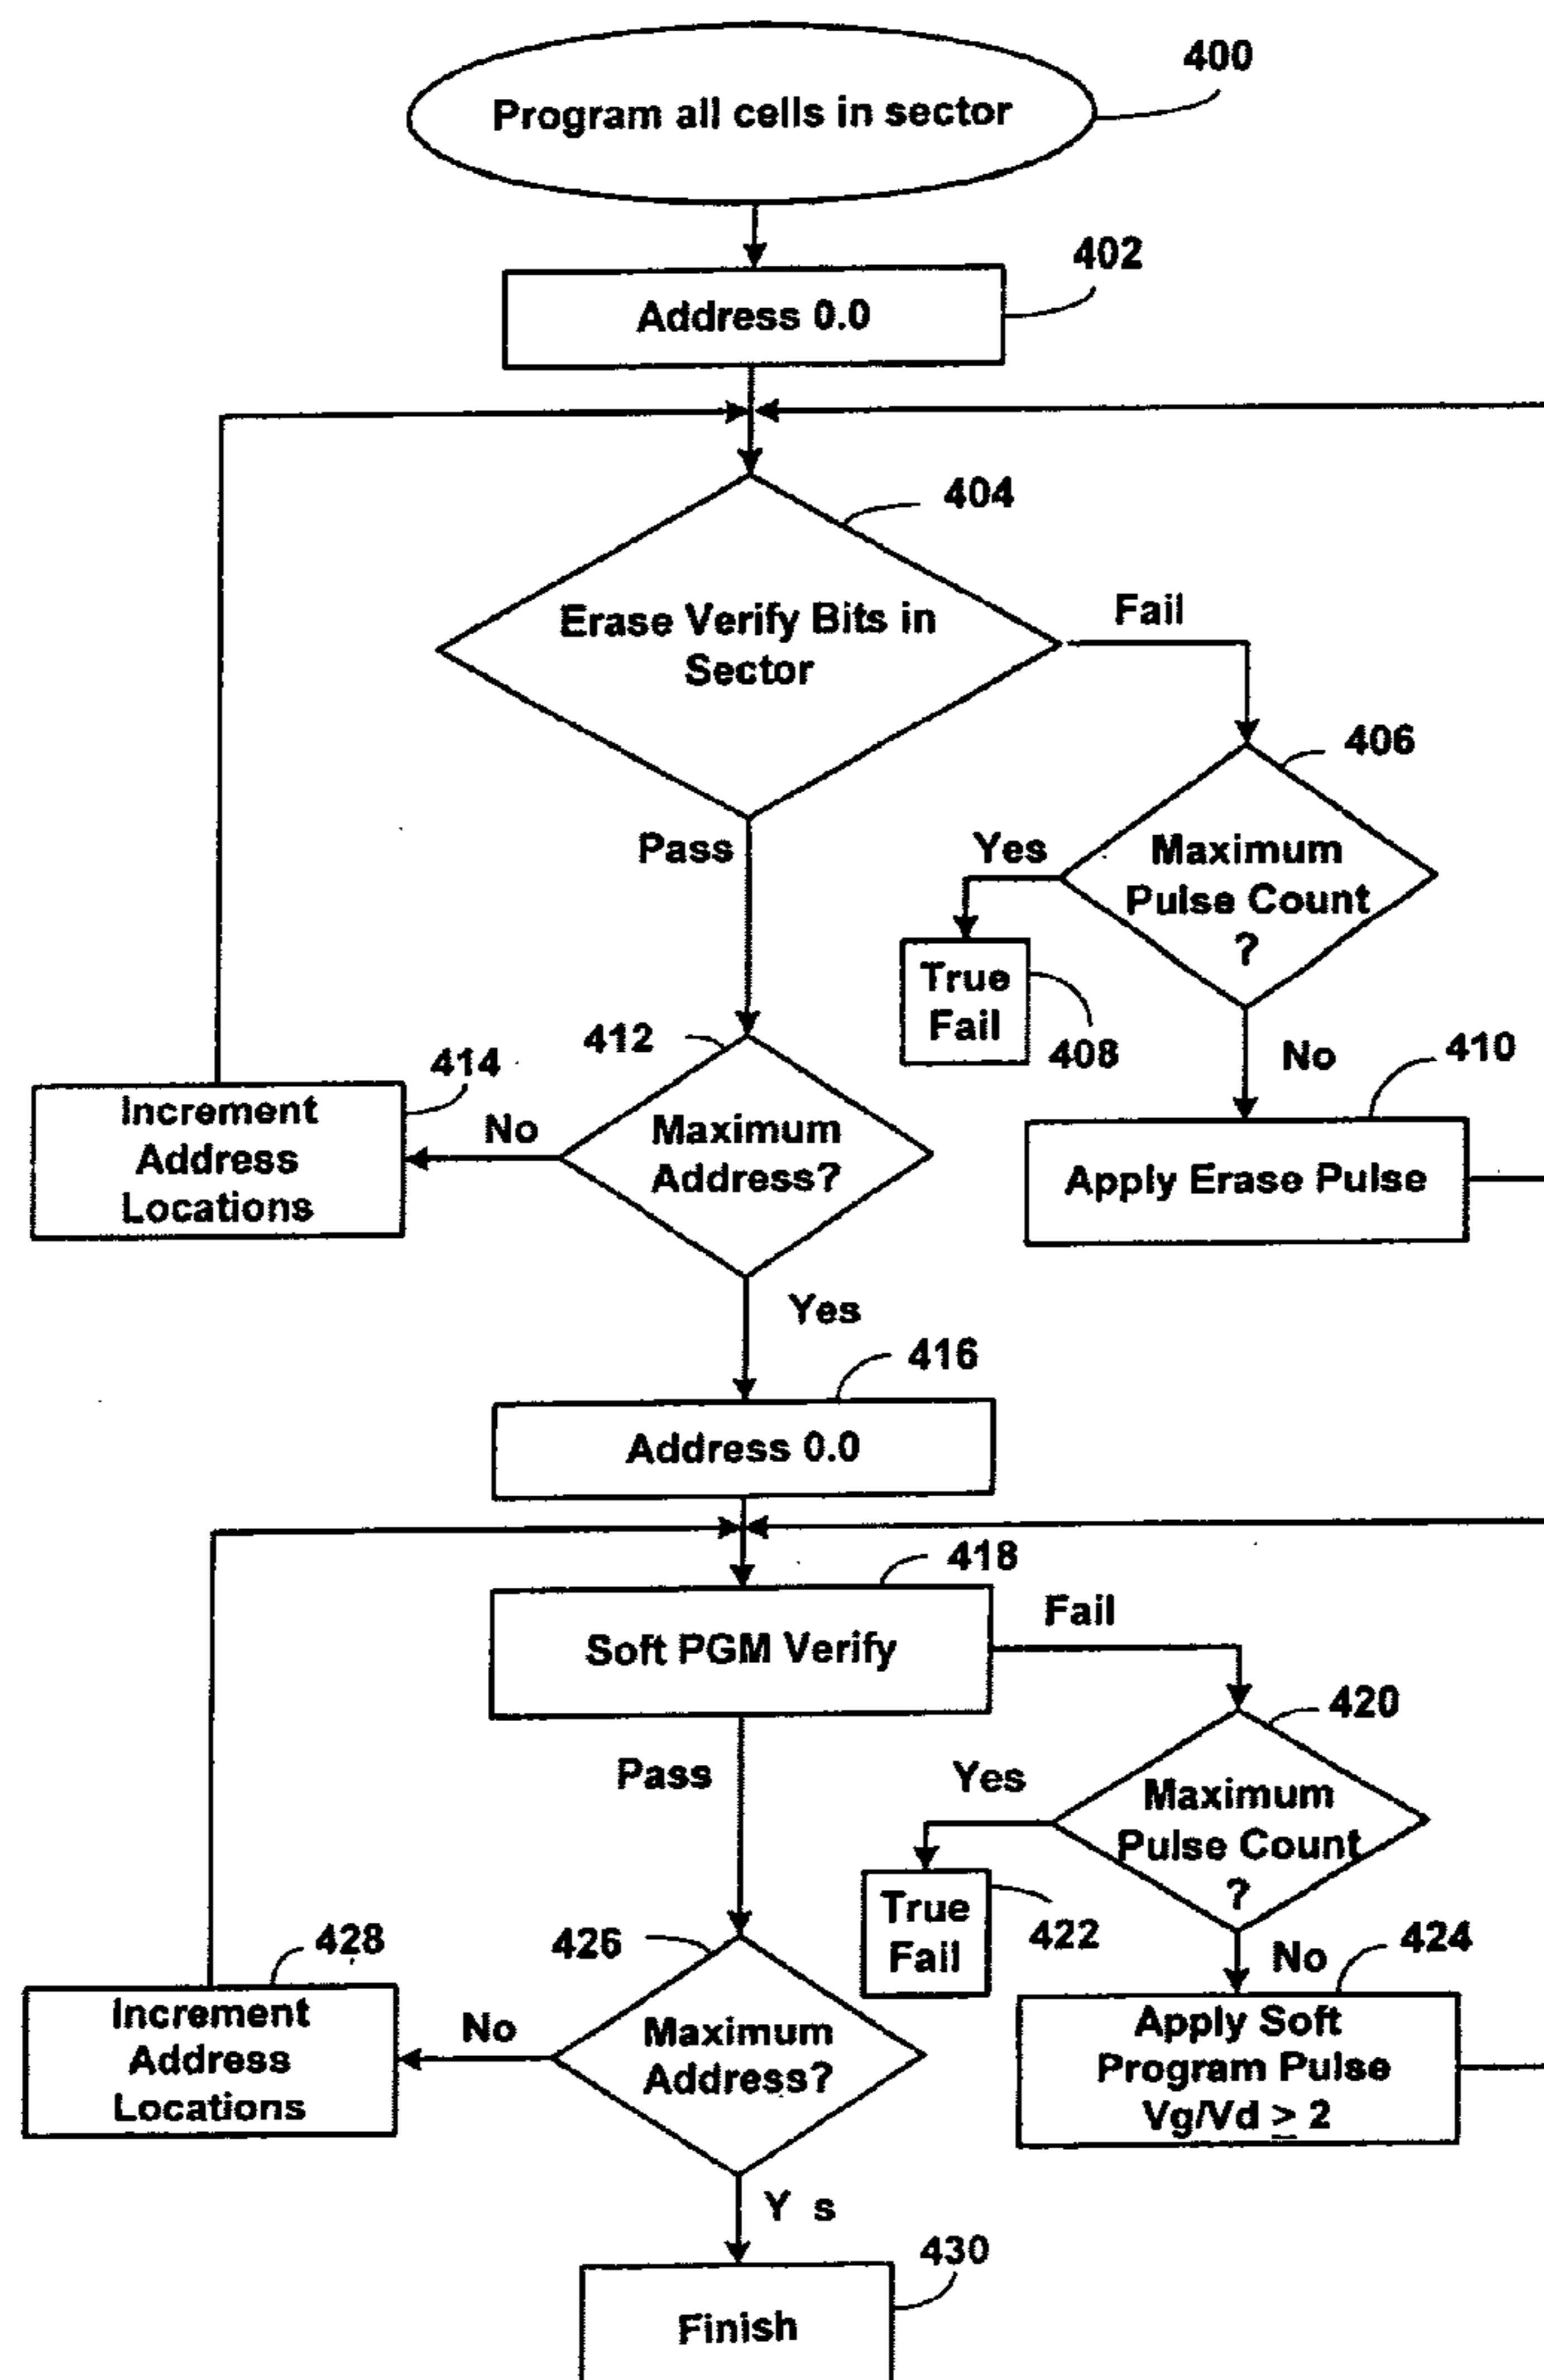 Program all cells in sector
400
Address 0.0
402
404
Erase Verify Bits in
Sector
Fail
406
Pass
Yes
Maximum
Pulse Count
?
True
Fail
408
No
410
Apply Erase Pulse
412
414
Increment
Address
Locations
No
Maximum
Address?
Yes
416
Address 0.0
418
Soft PGM Verify
Fail
420
Pass
Yes
Maximum
Pulse Count
?
True
Fail
422
No
424
Apply Soft
Program Pulse
Vg/Vd ≥ 2
426
428
Increment
Address
Locations
No
Maximum
Address?
Y s
430
Finish